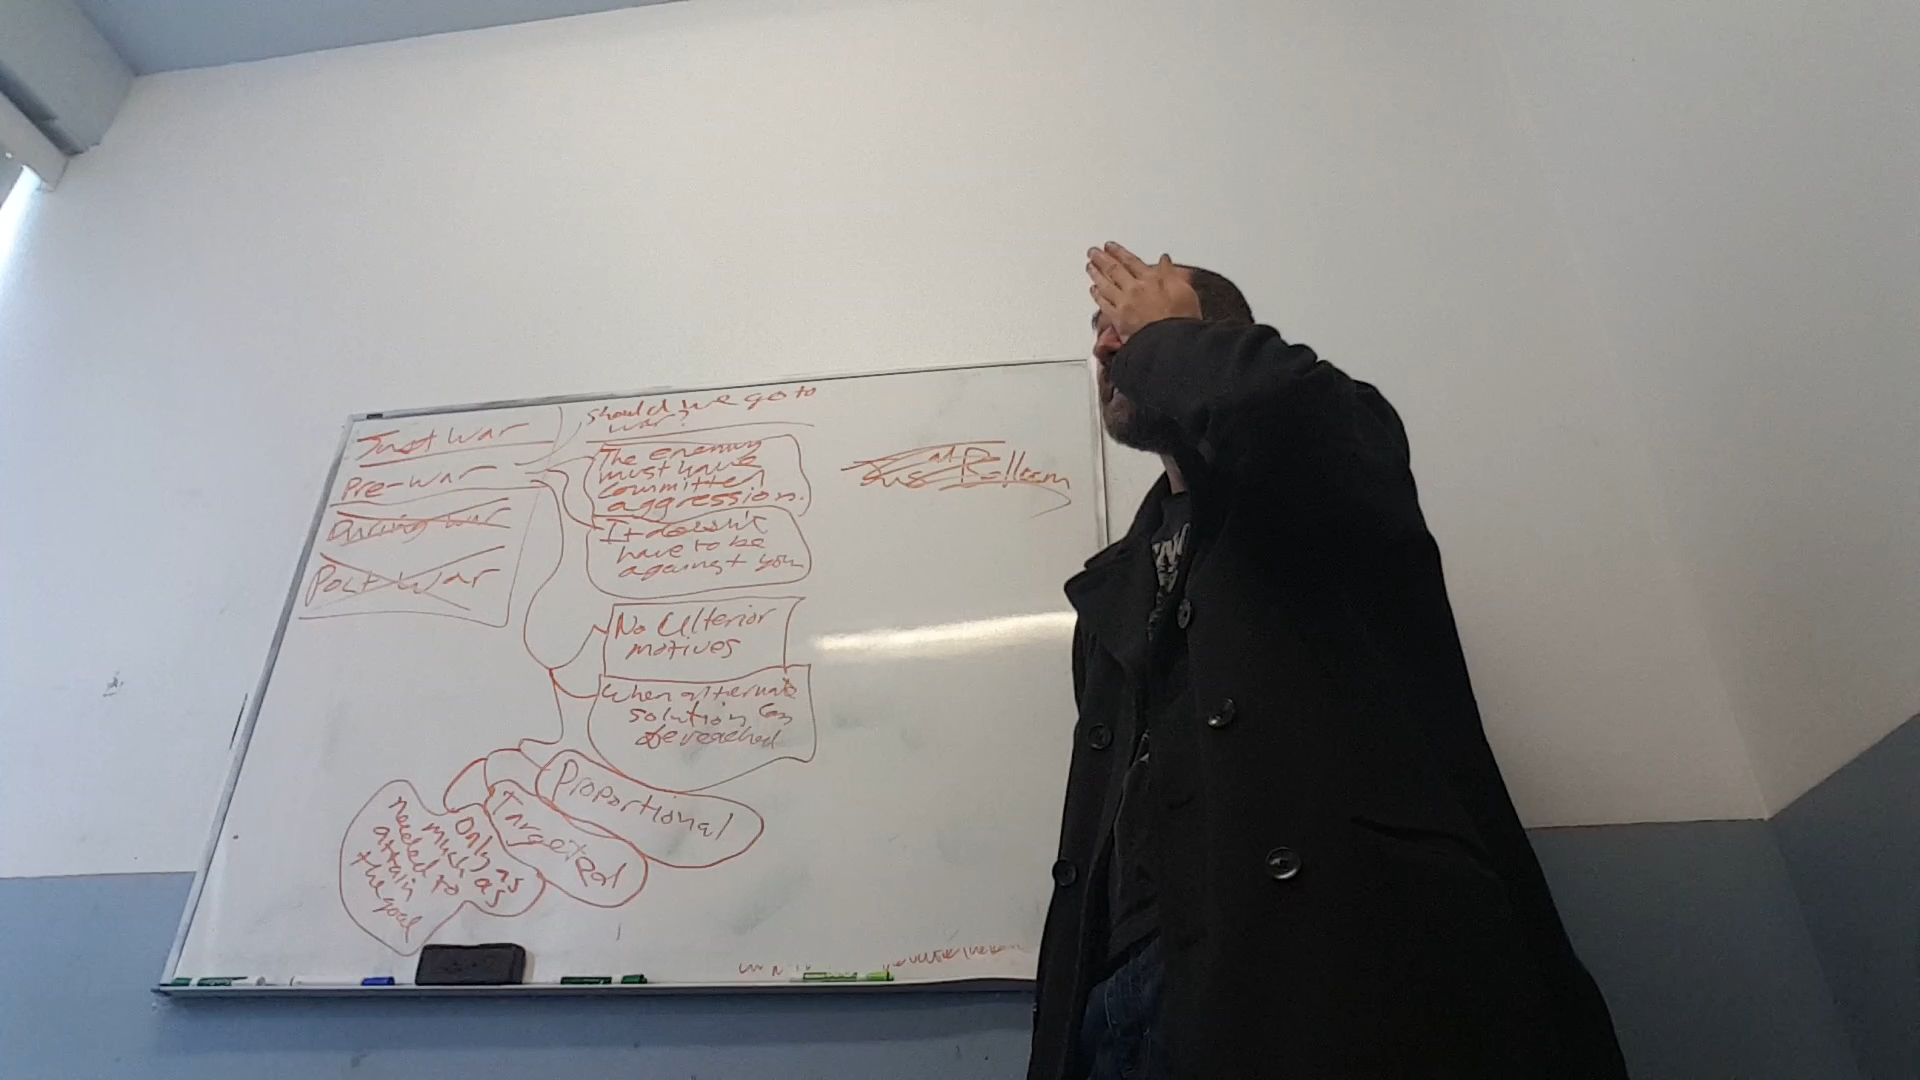 Just War
Pre-War
During War
Post War
Should we go to
war?
The enemy
must have
committed
aggression.
It doesn't
have to be
against you
No Ulterior
motives
When alternate
solution can
be reached
Proportional
Targeted
Only as
much as
needed to
attain
the goal
Bellum